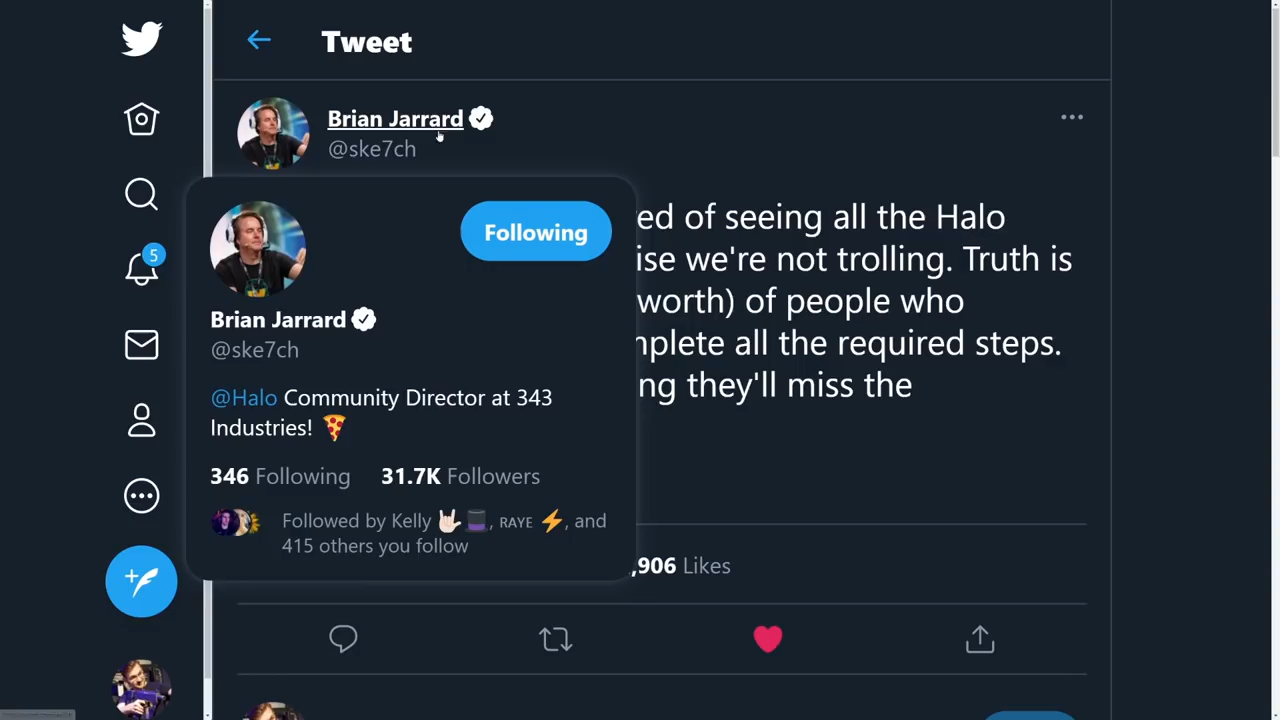 Tweet
Brian Jarrard
@ske7ch
ed of seeing all the Halo
ise we're not trolling. Truth is
worth) of people who
nplete all the required steps.
ng they'll miss the
5
Following
Brian Jarrard
@ske7ch
@Halo Community Director at 343
Industries! 🍕
346 Following 31.7K Followers
Followed by Kelly 🤟🏻🎩, RAYE ⚡, and
415 others you follow
,906 Likes